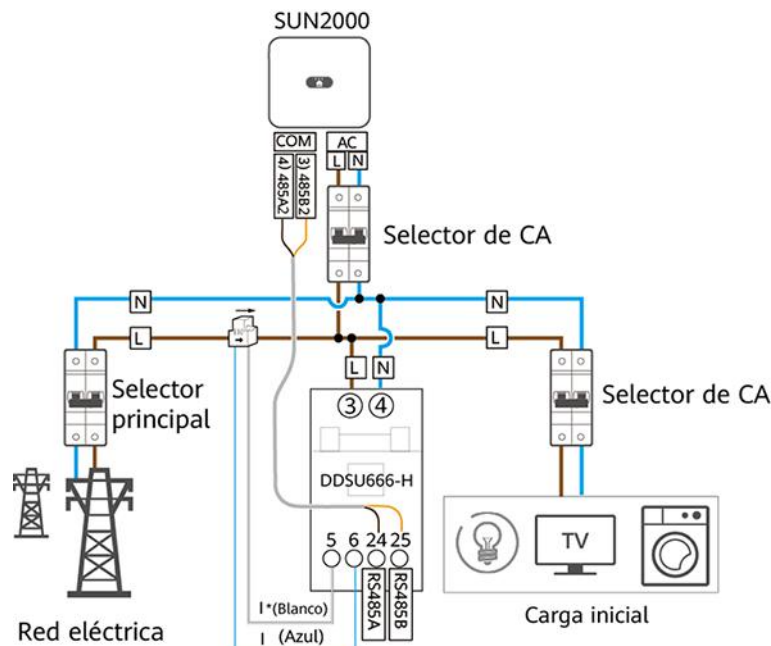 SUN2000
COM
AC
L N
4) 485A2
3) 485B2
Selector de CA
N
N
L
L
L N
Selector
principal
③ ④
Selector de CA
DDSU666-H
5 6 24 25
RS485A
RS485B
TV
I*(Blanco)
I (Azul)
Red eléctrica
Carga inicial